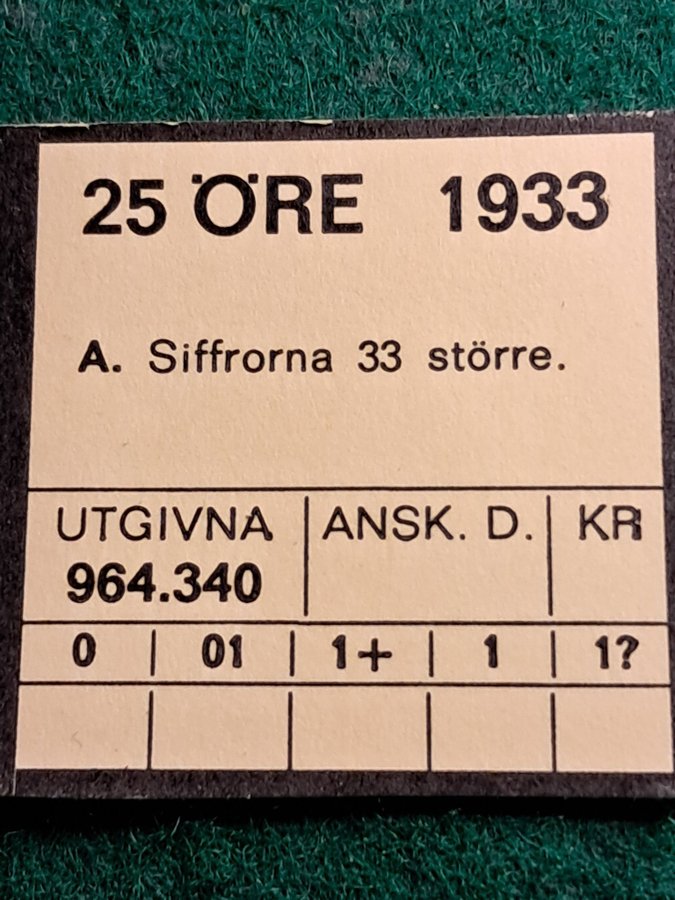 25 ÖRE 1933
A. Siffrorna 33 större.
UTGIVNA ANSK. D. KR
964.340
0 01 1+ 1 1?